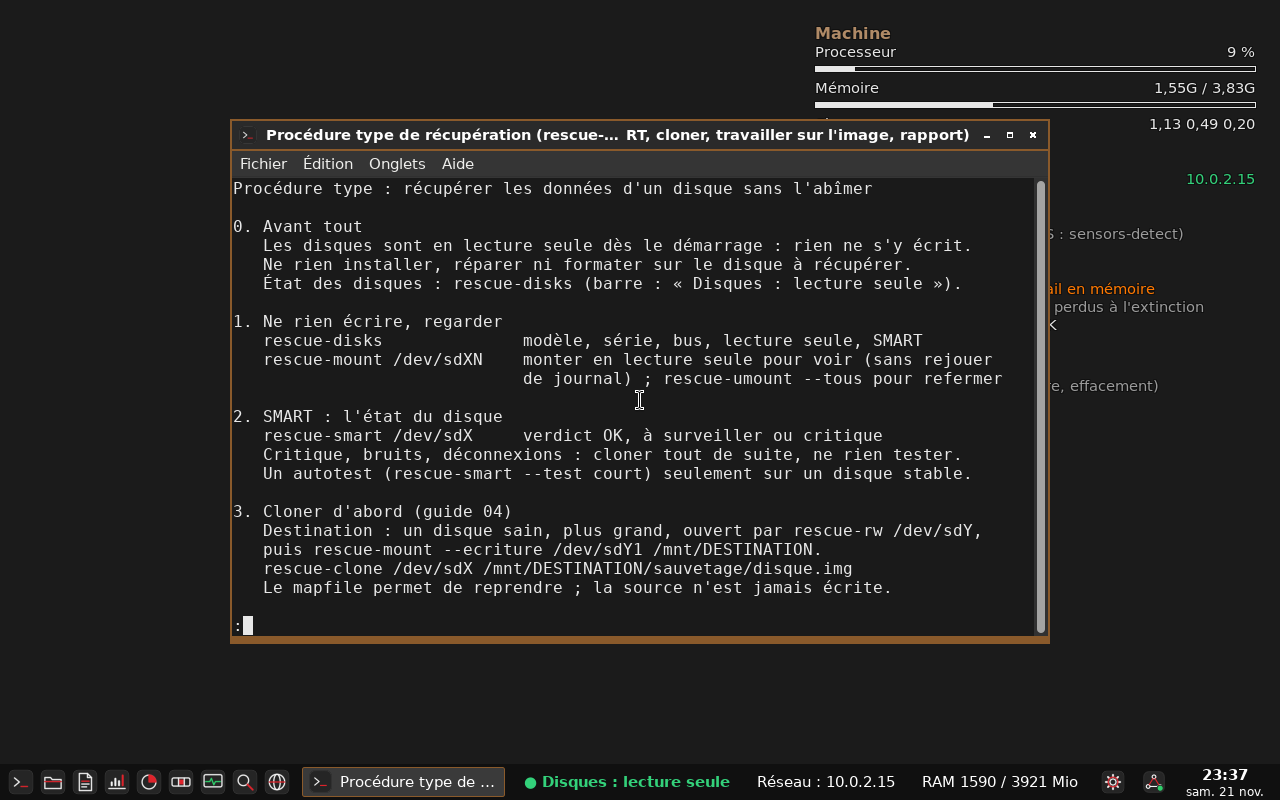 Machine
Processeur 9 %
Mémoire 1,55G / 3,83G
1,13 0,49 0,20
10.0.2.15
: sensors-detect)
ail en mémoire
perdus à l'extinction
K
re, effacement)
Procédure type de récupération (rescue-... RT, cloner, travailler sur l'image, rapport)
Fichier Édition Onglets Aide
Procédure type : récupérer les données d'un disque sans l'abîmer
0. Avant tout
Les disques sont en lecture seule dès le démarrage : rien ne s'y écrit.
Ne rien installer, réparer ni formater sur le disque à récupérer.
État des disques : rescue-disks (barre : « Disques : lecture seule »).
1. Ne rien écrire, regarder
rescue-disks modèle, série, bus, lecture seule, SMART
rescue-mount /dev/sdXN monter en lecture seule pour voir (sans rejouer
de journal) ; rescue-umount --tous pour refermer
2. SMART : l'état du disque
rescue-smart /dev/sdX verdict OK, à surveiller ou critique
Critique, bruits, déconnexions : cloner tout de suite, ne rien tester.
Un autotest (rescue-smart --test court) seulement sur un disque stable.
3. Cloner d'abord (guide 04)
Destination : un disque sain, plus grand, ouvert par rescue-rw /dev/sdY,
puis rescue-mount --ecriture /dev/sdY1 /mnt/DESTINATION.
rescue-clone /dev/sdX /mnt/DESTINATION/sauvetage/disque.img
Le mapfile permet de reprendre ; la source n'est jamais écrite.
:
Procédure type de ...
Disques : lecture seule
Réseau : 10.0.2.15
RAM 1590 / 3921 Mio
23:37
sam. 21 nov.